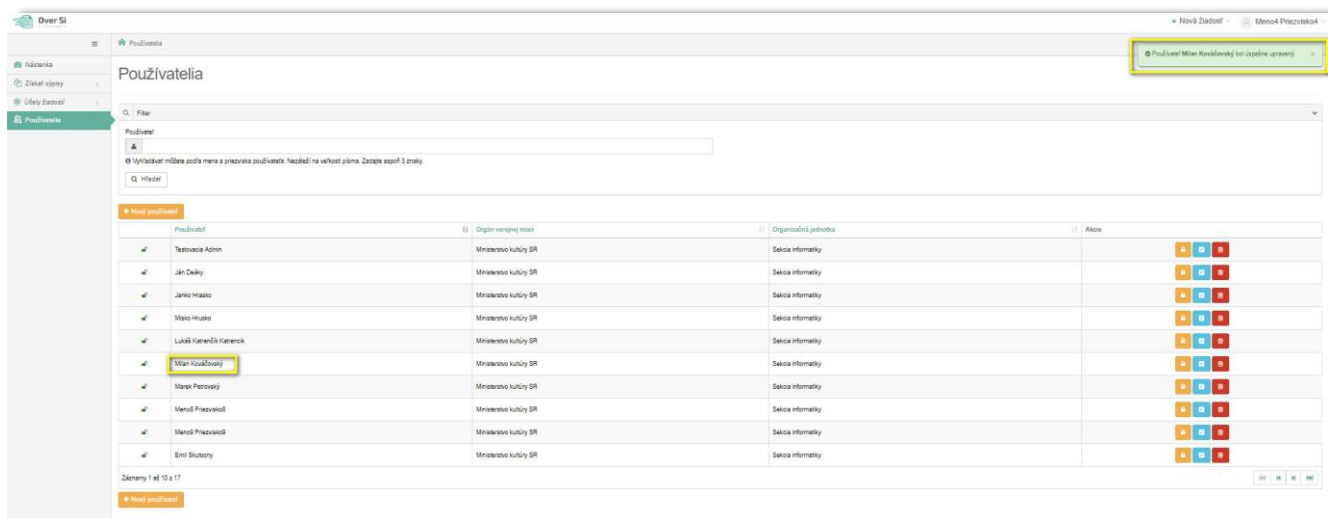 Over Si
+ Nová žiadosť
Meno4 Priezvisko4
Používatelia
Používateľ Milan Kováčovský bol úspešne upravený.
Nástenka
Získať výpisy
Účely žiadostí
Používatelia
Používatelia
Filter
Používateľ
Vyhľadávať môžete podľa mena a priezviska používateľa. Nezáleží na veľkosti písma. Zadajte aspoň 3 znaky.
Hľadať
+ Nový používateľ
Používateľ Orgán verejnej moci Organizačná jednotka Akcie
Testovacia Admin Ministerstvo kultúry SR Sekcia informatiky
Ján Deáky Ministerstvo kultúry SR Sekcia informatiky
Janko Hrasko Ministerstvo kultúry SR Sekcia informatiky
Misko Hrusko Ministerstvo kultúry SR Sekcia informatiky
Lukáš Katrenčík Katrencik Ministerstvo kultúry SR Sekcia informatiky
Milan Kováčovský Ministerstvo kultúry SR Sekcia informatiky
Marek Petrovský Ministerstvo kultúry SR Sekcia informatiky
Ministerstvo kultúry SR Sekcia informatiky
Ministerstvo kultúry SR Sekcia informatiky
Emil Skutocny Ministerstvo kultúry SR Sekcia informatiky
Záznamy 1 až 10 z 17
+ Nový používateľ